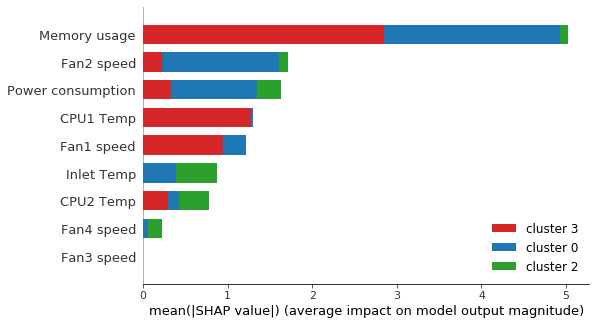 Memory usage
Fan2 speed
Power consumption
CPU1 Temp
Fan1 speed
Inlet Temp
CPU2 Temp
Fan4 speed
Fan3 speed
cluster 3
cluster 0
cluster 2
0 1 2 3 4 5
mean(|SHAP value|) (average impact on model output magnitude)